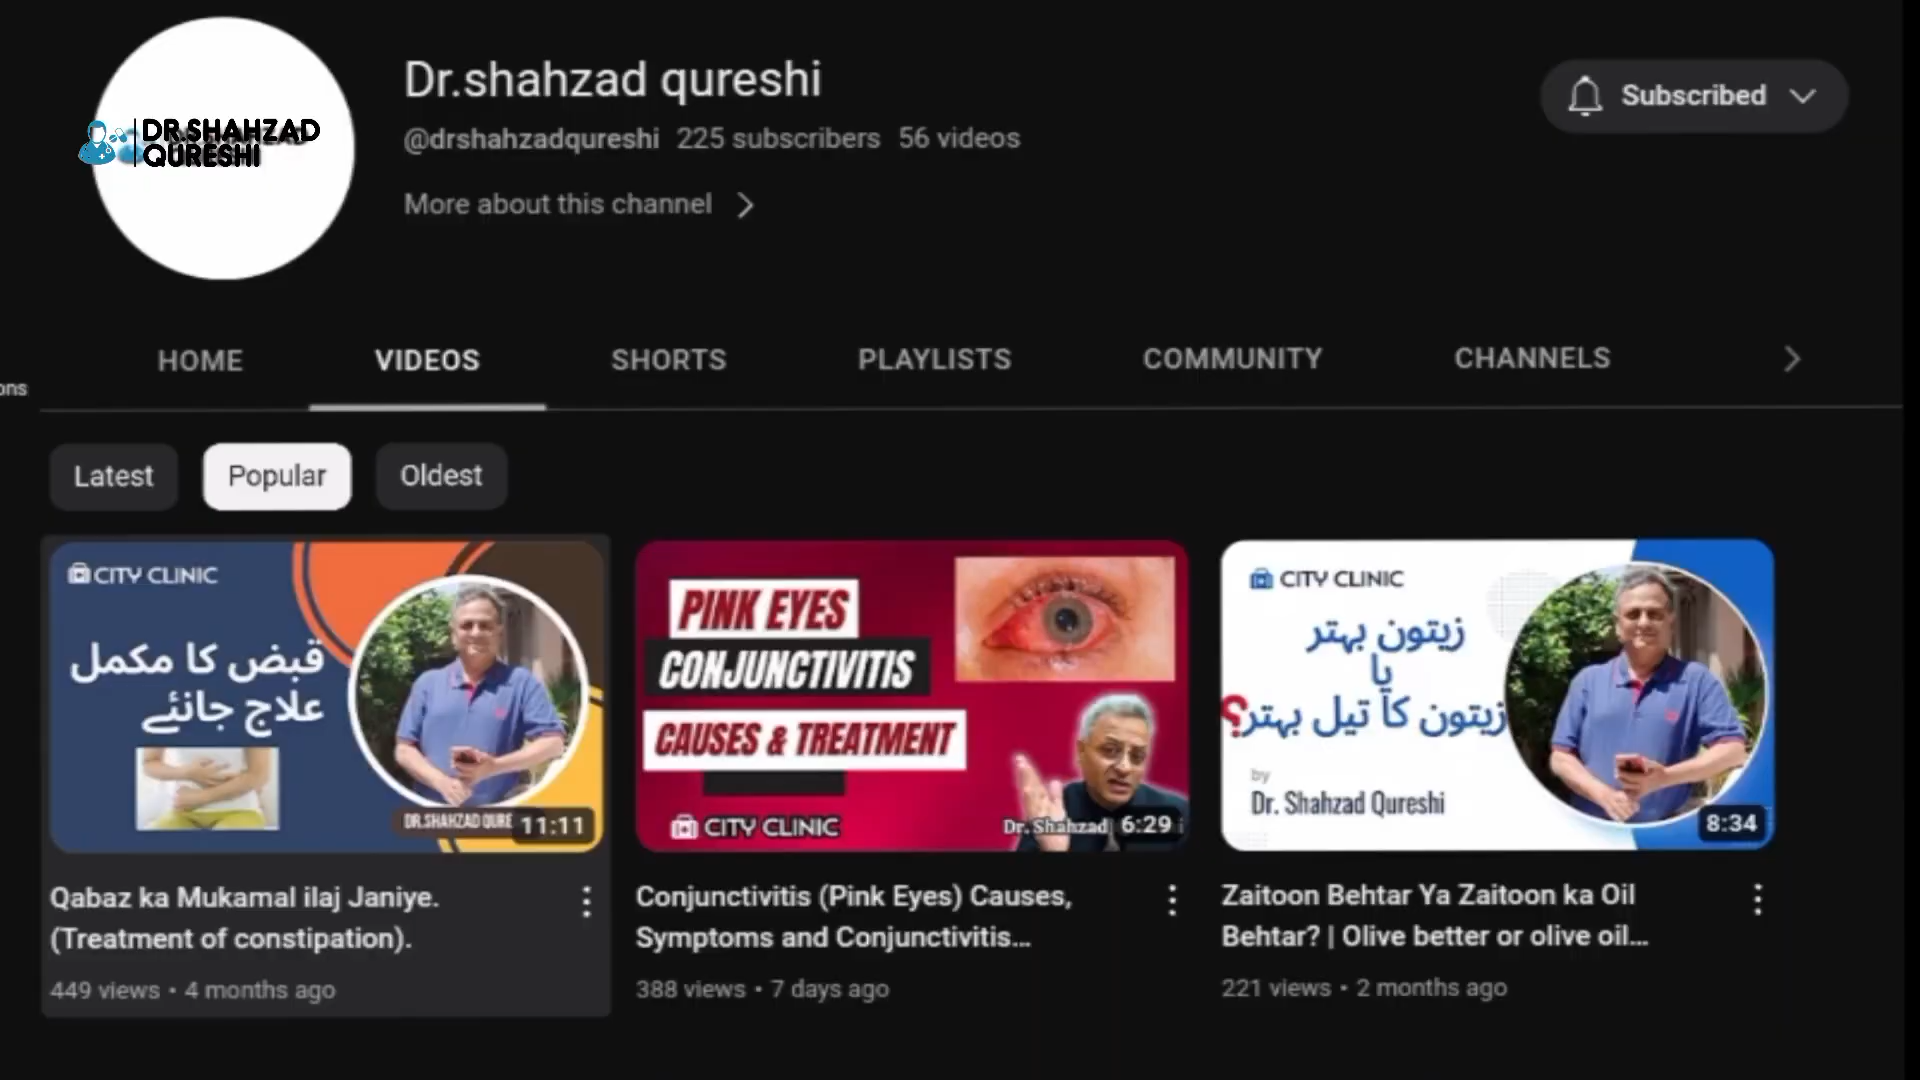 DR.SHAHZAD
QURESHI
Dr.shahzad qureshi
@drshahzadqureshi 225 subscribers 56 videos
More about this channel
Subscribed
HOME VIDEOS SHORTS PLAYLISTS COMMUNITY CHANNELS
ons
Latest Popular Oldest
CITY CLINIC
قبض کا مکمل
علاج جانئے
DR.SHAHZAD QURE
11:11
PINK EYES
CONJUNCTIVITIS
CAUSES & TREATMENT
CITY CLINIC
Dr. Shahzad
6:29
CITY CLINIC
زیتون بہتر
یا
زیتون کا تیل بہتر؟
by
Dr. Shahzad Qureshi
8:34
Qabaz ka Mukamal ilaj Janiye.
(Treatment of constipation).
449 views • 4 months ago
Conjunctivitis (Pink Eyes) Causes,
Symptoms and Conjunctivitis...
388 views • 7 days ago
Zaitoon Behtar Ya Zaitoon ka Oil
Behtar? | Olive better or olive oil...
221 views • 2 months ago